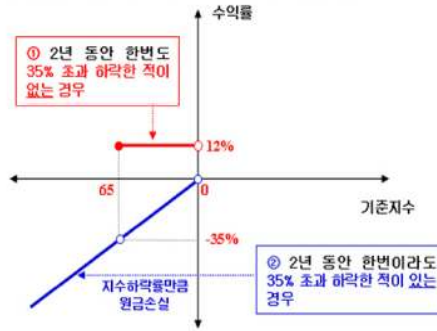 수익률
① 2년 동안 한번도
35% 초과 하락한 적이
없는 경우
12%
65
0
기준지수
-35%
지수하락률만큼
원금손실
② 2년 동안 한번이라도
35% 초과 하락한 적이 있는
경우